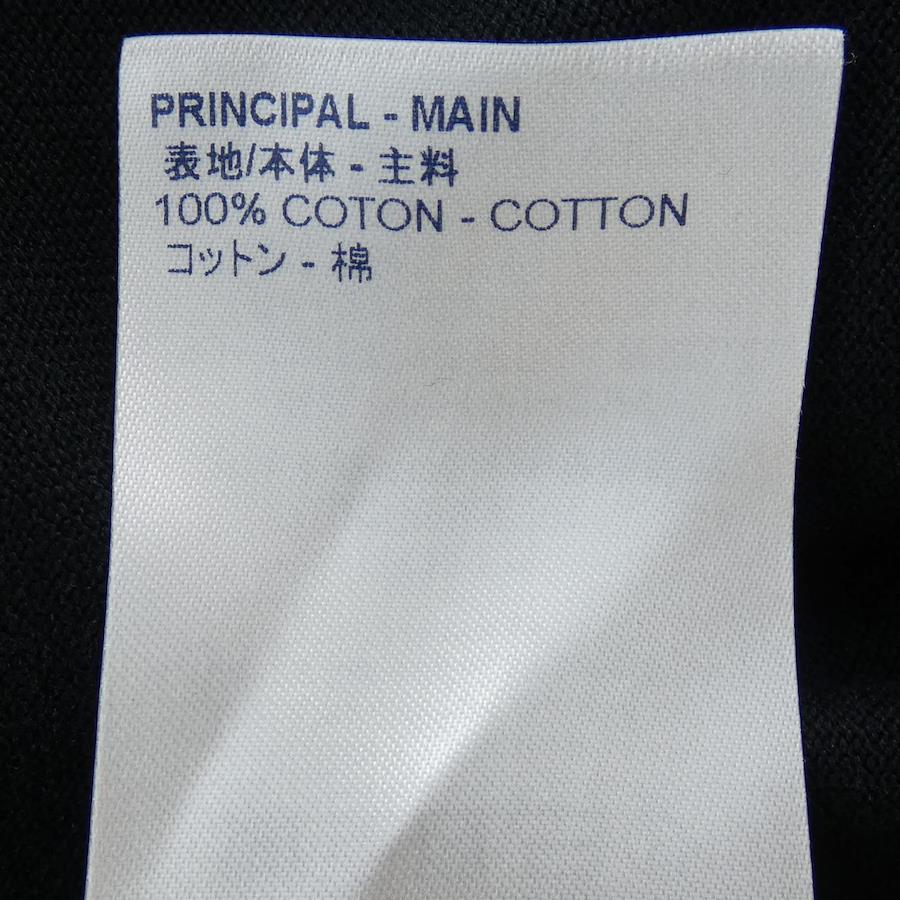 PRINCIPAL - MAIN
表地/本体 - 主料
100% COTON - COTTON
コットン - 棉